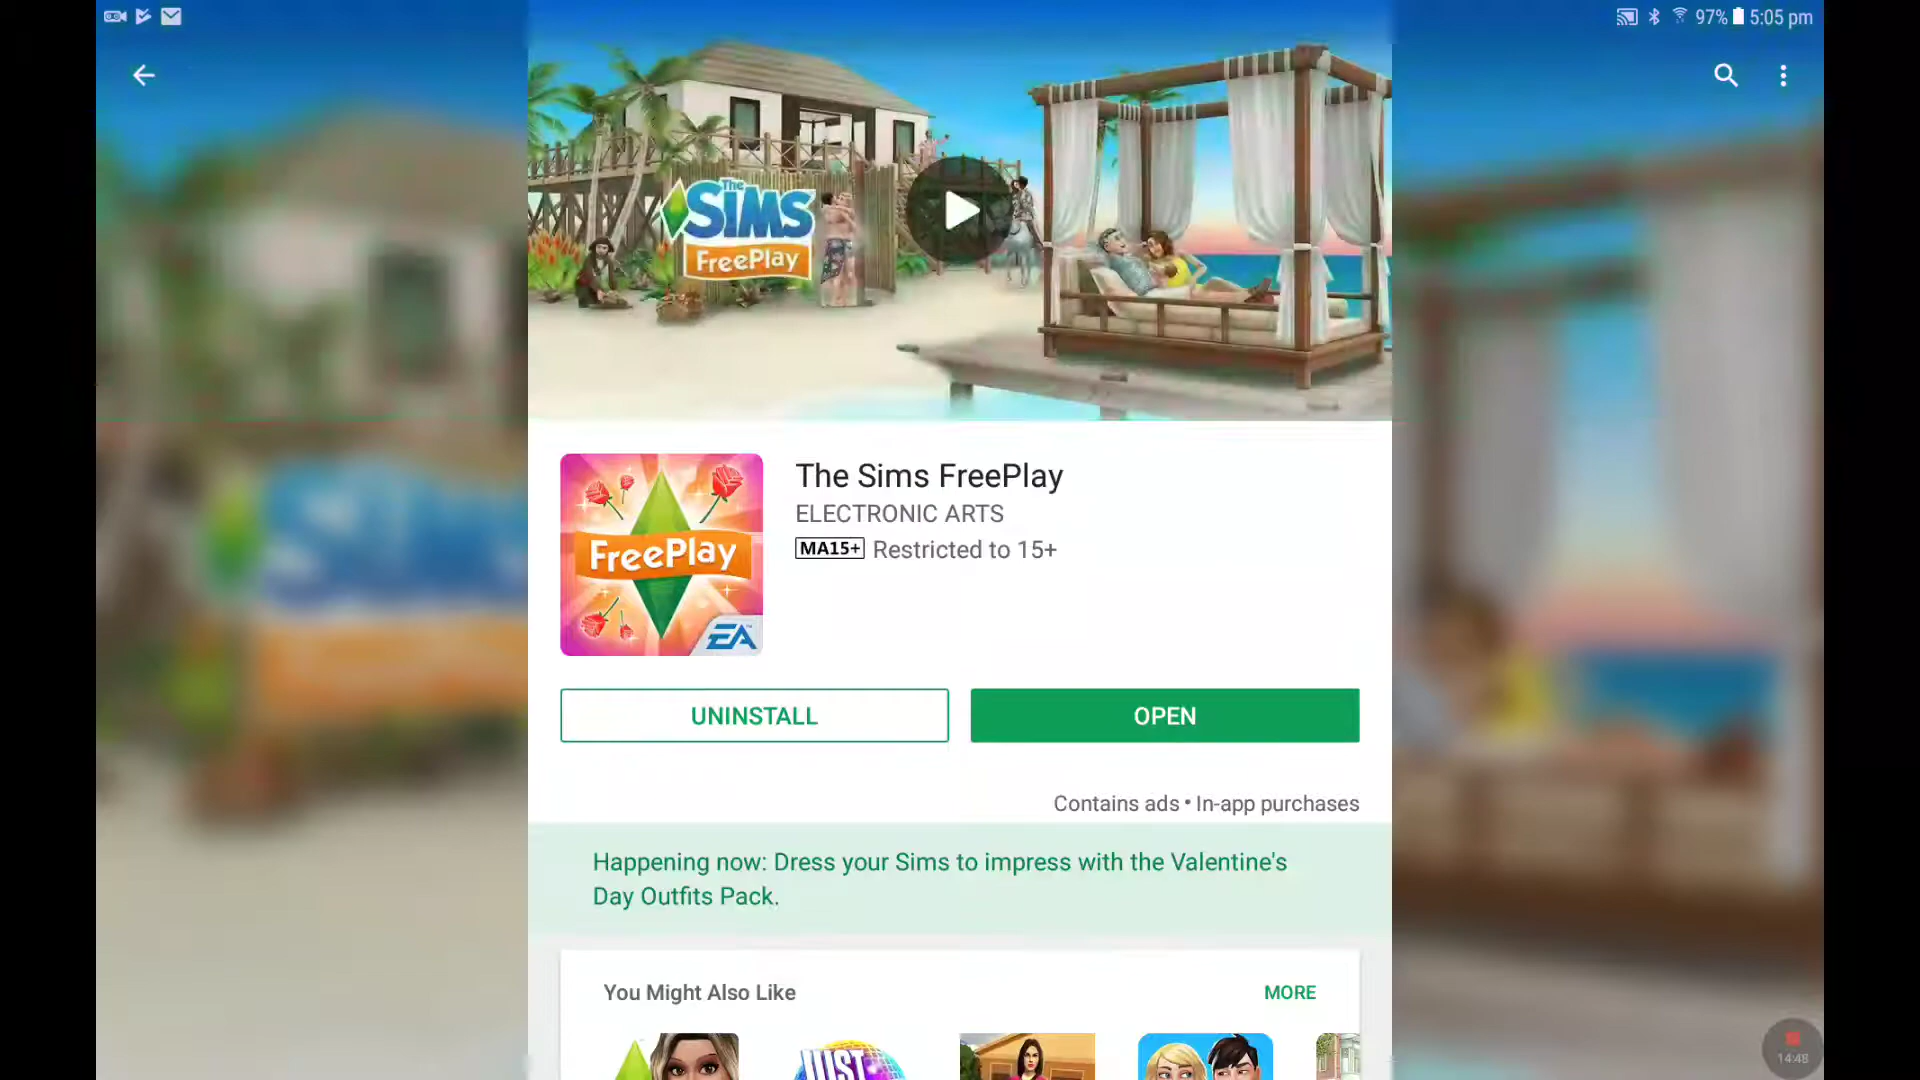 97% 5:05 pm
The
SiMS
FreePlay
FreePlay
EA
The Sims FreePlay
ELECTRONIC ARTS
MA15+ Restricted to 15+
UNINSTALL
OPEN
Contains ads • In-app purchases
Happening now: Dress your Sims to impress with the Valentine's
Day Outfits Pack.
You Might Also Like
MORE
JUST
14:48